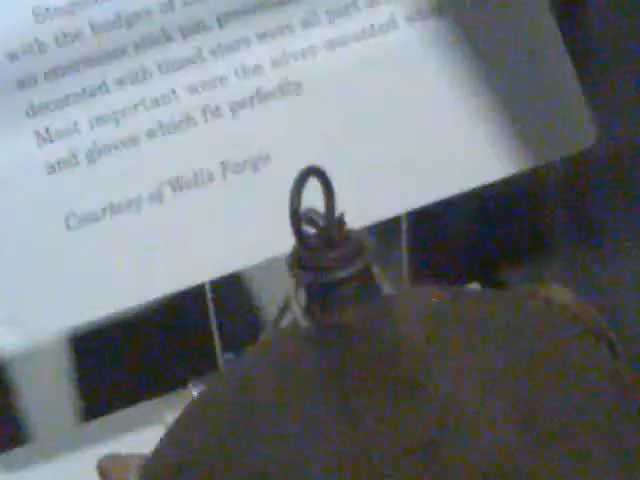 with the badges of
an enormous stick pin,
decorated with tinsel stars were all part
Most important were the silver-mounted
and gloves which fit perfectly
Courtesy of Wells Fargo